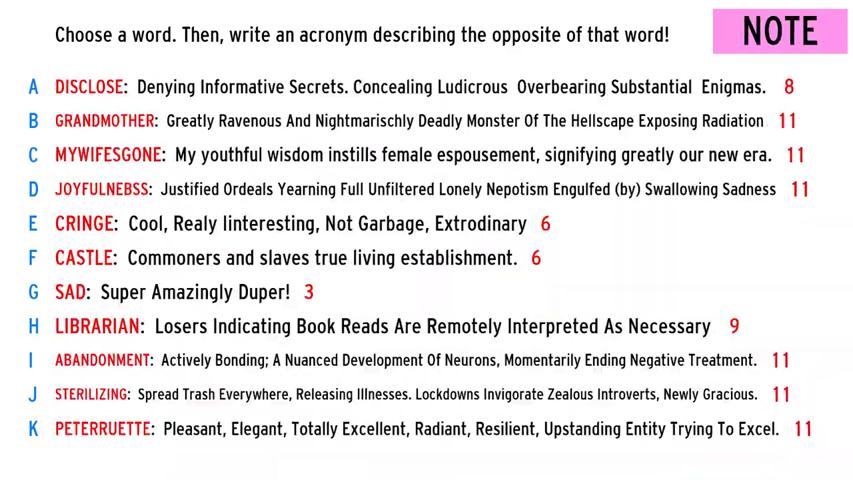 Choose a word. Then, write an acronym describing the opposite of that word!
NOTE
A DISCLOSE: Denying Informative Secrets. Concealing Ludicrous Overbearing Substantial Enigmas. 8
B GRANDMOTHER: Greatly Ravenous And Nightmarischly Deadly Monster Of The Hellscape Exposing Radiation 11
C MYWIFESGONE: My youthful wisdom instills female espousement, signifying greatly our new era. 11
D JOYFULNEBSS: Justified Ordeals Yearning Full Unfiltered Lonely Nepotism Engulfed (by) Swallowing Sadness 11
E CRINGE: Cool, Realy Iinteresting, Not Garbage, Extrodinary 6
F CASTLE: Commoners and slaves true living establishment. 6
G SAD: Super Amazingly Duper! 3
H LIBRARIAN: Losers Indicating Book Reads Are Remotely Interpreted As Necessary 9
I ABANDONMENT: Actively Bonding; A Nuanced Development Of Neurons, Momentarily Ending Negative Treatment. 11
J STERILIZING: Spread Trash Everywhere, Releasing Illnesses. Lockdowns Invigorate Zealous Introverts, Newly Gracious. 11
K PETERRUETTE: Pleasant, Elegant, Totally Excellent, Radiant, Resilient, Upstanding Entity Trying To Excel. 11